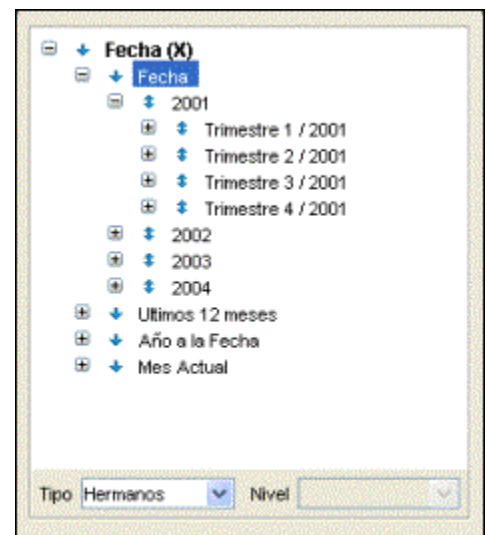 Fecha (X)
Fecha
2001
Trimestre 1 / 2001
Trimestre 2 / 2001
Trimestre 3 / 2001
Trimestre 4 / 2001
2002
2003
2004
Ultimos 12 meses
Año a la Fecha
Mes Actual
Tipo Hermanos Nivel